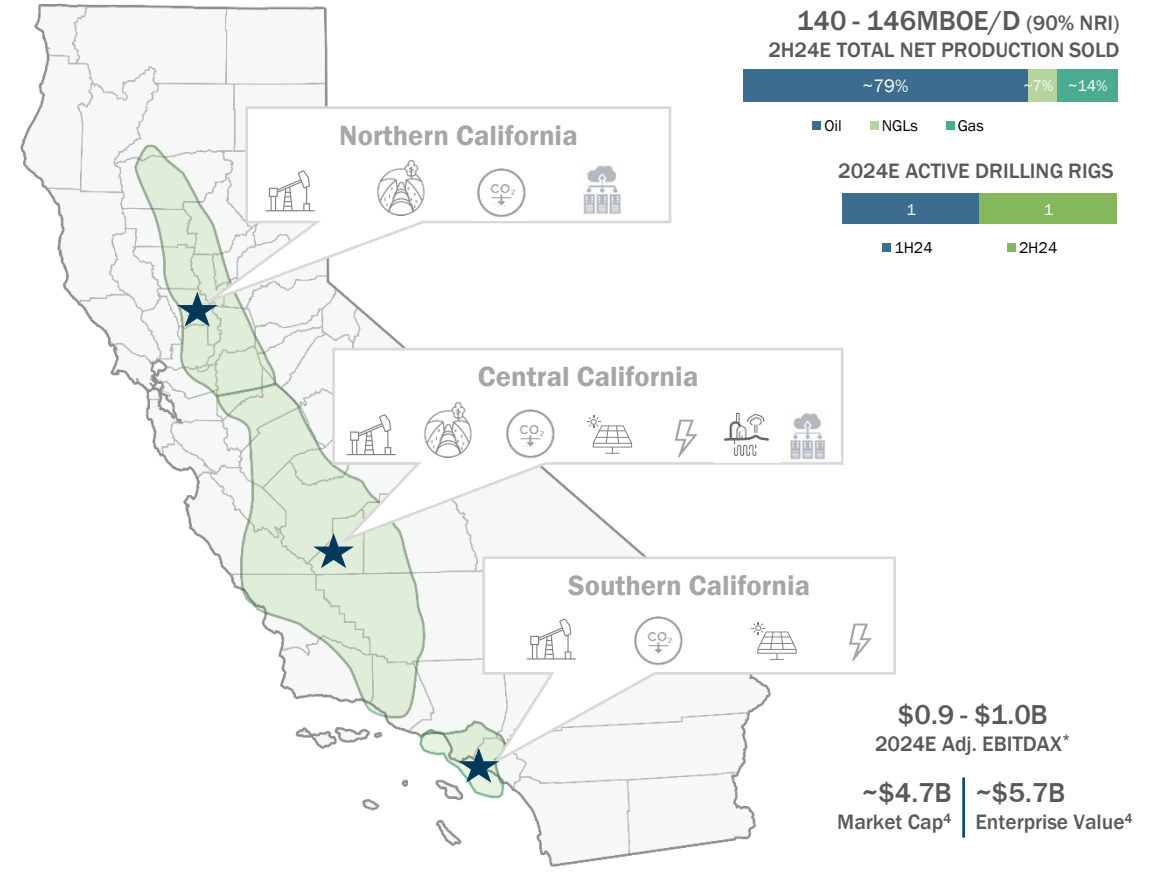 140 - 146MBOE/D (90% NRI)
2H24E TOTAL NET PRODUCTION SOLD
~79% ~7% ~14%
Oil NGLs Gas
Northern California
CO₂
2024E ACTIVE DRILLING RIGS
1 1
1H24 2H24
Central California
CO₂
Southern California
CO₂
$0.9 - $1.0B
2024E Adj. EBITDAX*
~$4.7B ~$5.7B
Market Cap⁴ Enterprise Value⁴